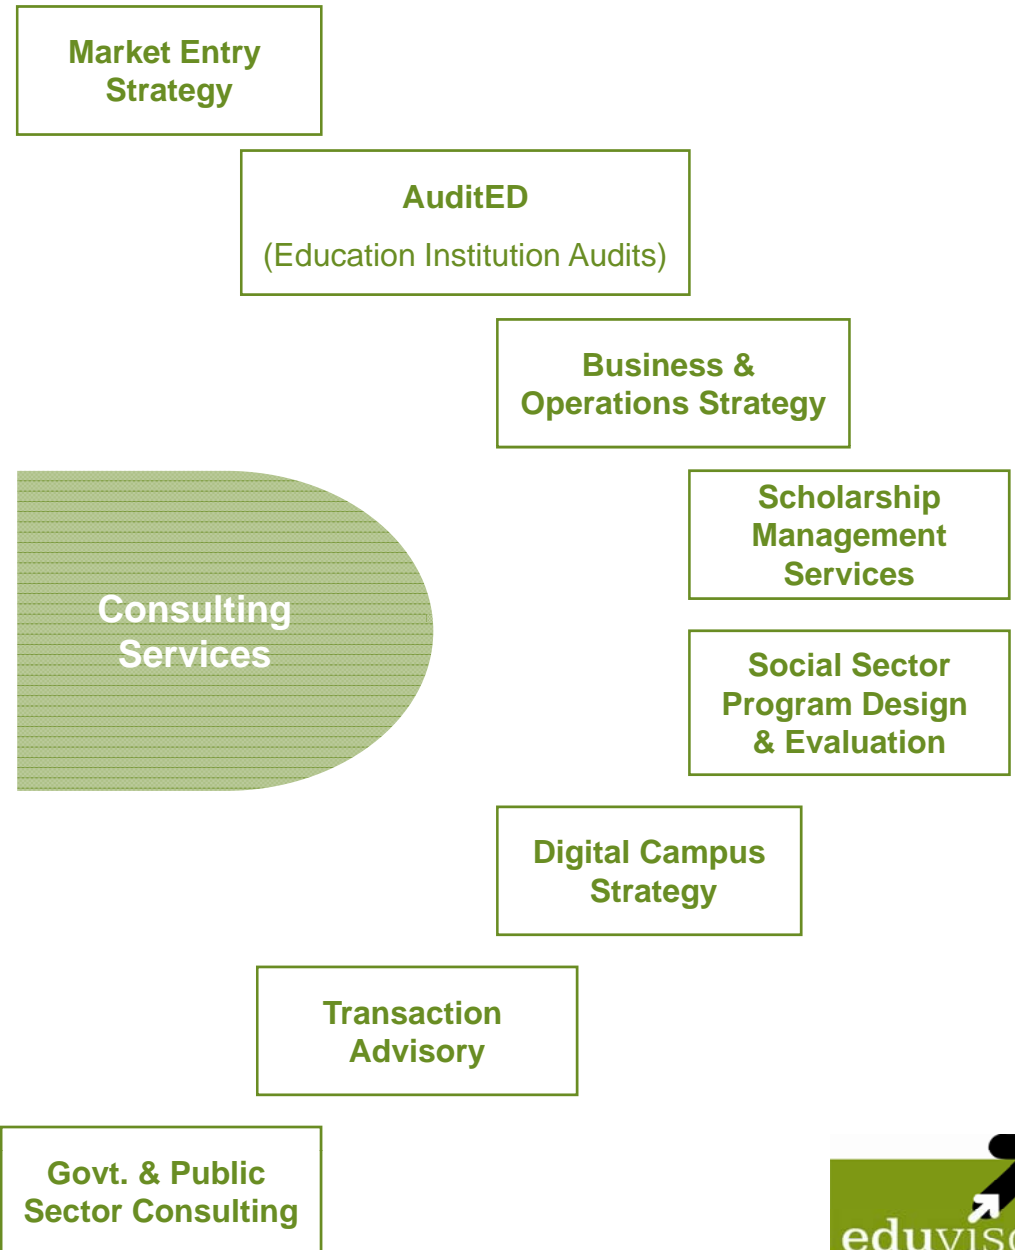 Market Entry
Strategy
AuditED
(Education Institution Audits)
Business &
Operations Strategy
Scholarship
Management
Services
Consulting
Services
Social Sector
Program Design
& Evaluation
Digital Campus
Strategy
Transaction
Advisory
Govt. & Public
Sector Consulting